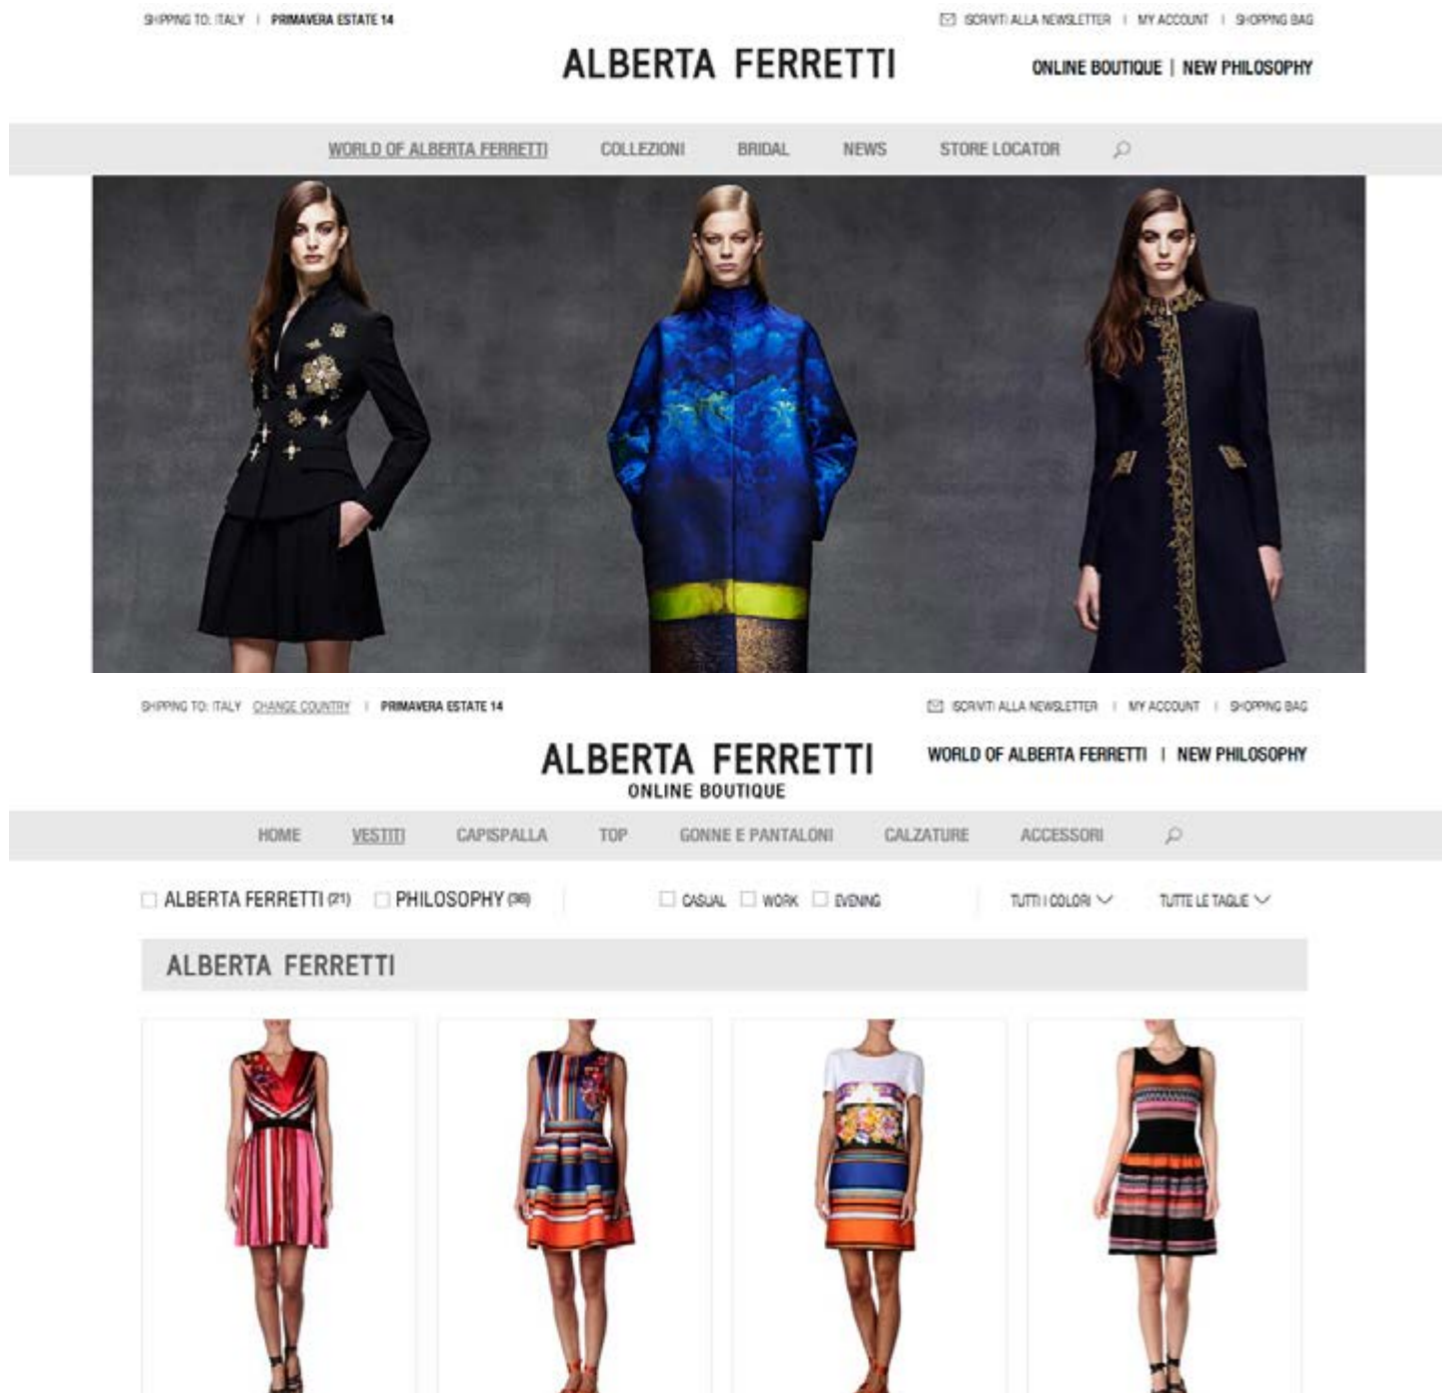 SHIPPING TO: ITALY | PRIMAVERA ESTATE 14
ISCRIVITI ALLA NEWSLETTER | MY ACCOUNT | SHOPPING BAG
ALBERTA FERRETTI
ONLINE BOUTIQUE | NEW PHILOSOPHY
WORLD OF ALBERTA FERRETTI COLLEZIONI BRIDAL NEWS STORE LOCATOR
SHIPPING TO: ITALY CHANGE COUNTRY | PRIMAVERA ESTATE 14
ISCRIVITI ALLA NEWSLETTER | MY ACCOUNT | SHOPPING BAG
ALBERTA FERRETTI
ONLINE BOUTIQUE
WORLD OF ALBERTA FERRETTI | NEW PHILOSOPHY
HOME VESTITI CAPISPALLA TOP GONNE E PANTALONI CALZATURE ACCESSORI
ALBERTA FERRETTI (21) PHILOSOPHY (36) CASUAL WORK EVENING TUTTI I COLORI TUTTE LE TAGLIE
ALBERTA FERRETTI